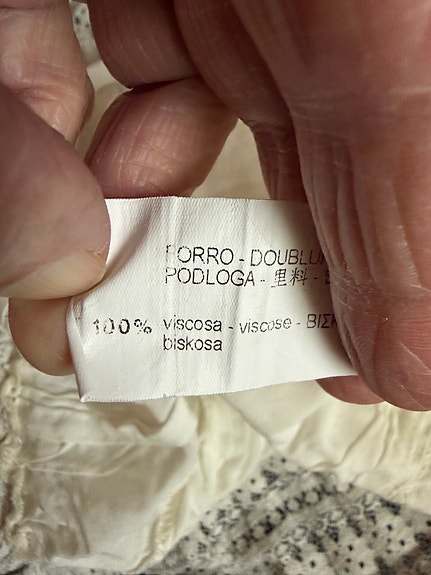 FORRO - DOUBLU
PODLOGA - 里料 -
100% viscosa - viscose - ΒΙΣΚ
biskosa